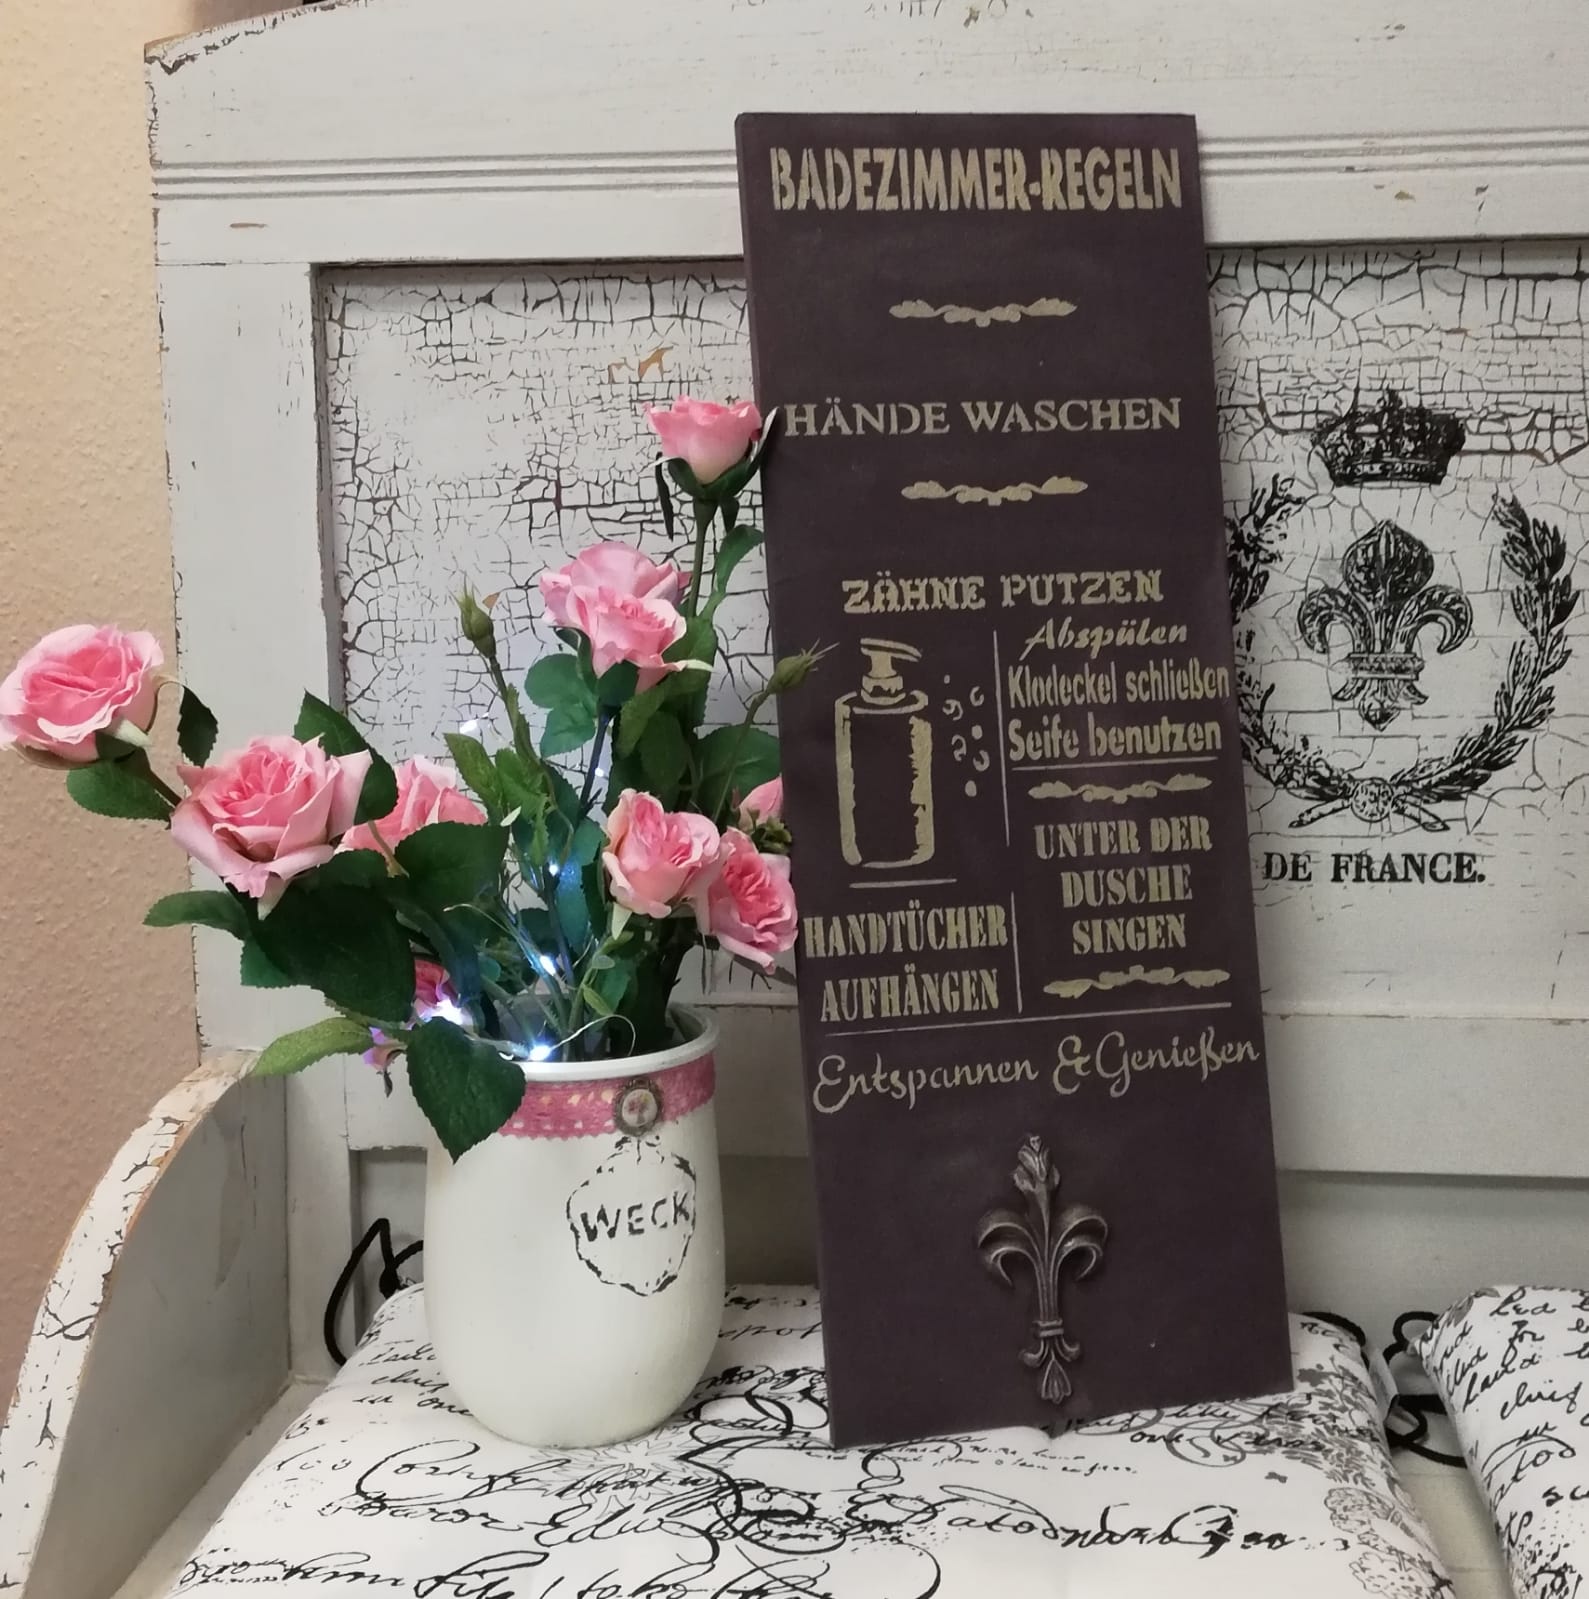 BADEZIMMER-REGELN
HÄNDE WASCHEN
ZÄHNE PUTZEN
Abspülen
Klodeckel schließen
Seife benutzen
UNTER DER
DUSCHE
SINGEN
HANDTÜCHER
AUFHÄNGEN
Entspannen & Genießen
WECK
DE FRANCE.